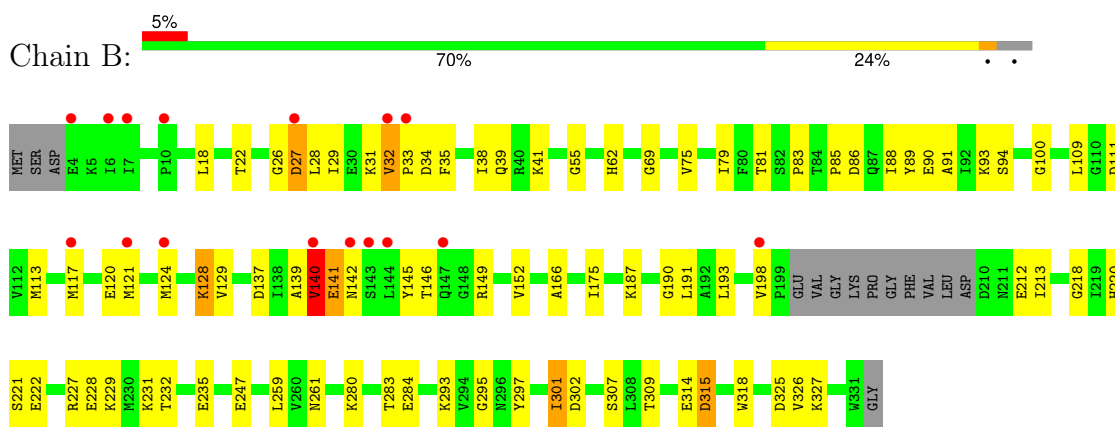 5%
Chain B:
70% 24% • •
MET SER ASP E4 K5 I6 I7 P10 L18 T22 G26 D27 L28 I29 E30 K31 V32 P33 D34 F35 I38 Q39 R40 K41 G55 H62 G69 V75 I79 F80 T81 S82 P83 T84 P85 D86 Q87 I88 Y89 E90 A91 I92 K93 S94 G100 L109 G110 D111
V112 M113 M117 E120 M121 M124 K128 V129 D137 I138 A139 V140 E141 N142 S143 L144 Y145 T146 Q147 G148 R149 V152 A166 I175 K187 G190 L191 A192 L193 V198 P199 GLU VAL GLY LYS PRO GLY PHE VAL LEU ASP D210 N211 E212 I213 G218 I219 H220
S221 E222 R227 E228 K229 M230 K231 T232 E235 E247 L259 V260 N261 K280 T283 E284 K293 V294 G295 N296 Y297 I301 D302 S307 L308 T309 E314 D315 W318 D325 V326 K327 W331 GLY